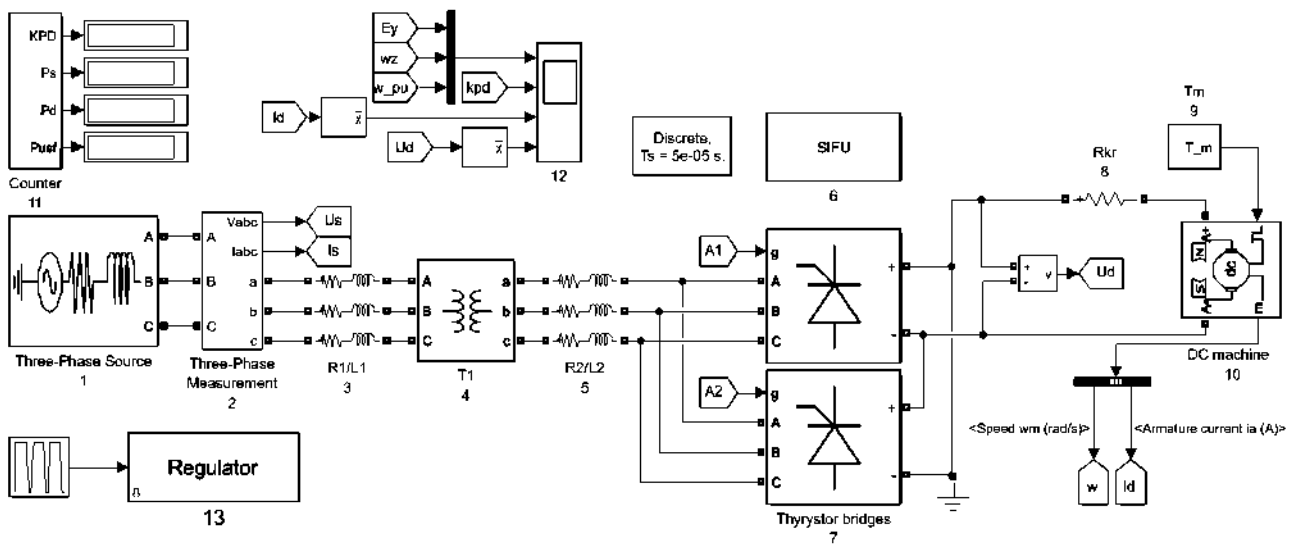 KPD
Ps
Pd
Pusf
Counter
11
Ey
wz
w_pu
kpd
Id
x
Ud
x
12
Discrete,
Ts = 5e-05 s.
SIFU
6
Tm
9
T_m
Rkr
8
A
B
C
Three-Phase Source
1
A
B
C
Vabc
Iabc
a
b
c
Three-Phase
Measurement
2
Us
Is
R1/L1
3
A
B
C
a
b
c
T1
4
R2/L2
5
A1
g
A
B
C
+
-
A2
g
A
B
C
+
-
Thyrystor bridges
7
+
-
v
Ud
+
A+
A-
N
S
dc
TL
m
DC machine
10
<Speed wm (rad/s)>
<Armature current ia (A)>
w
Id
Regulator
13